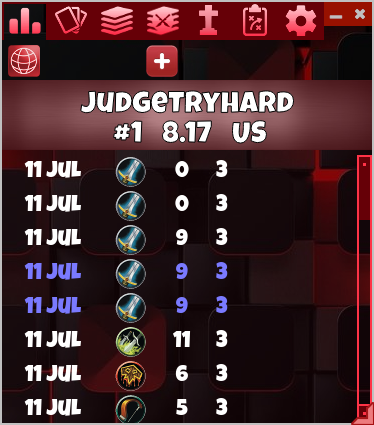 JUDGETRYHARD
#1 8.17 US
11 JUL 0 3
11 JUL 0 3
11 JUL 9 3
11 JUL 9 3
11 JUL 9 3
11 JUL 11 3
11 JUL 6 3
11 JUL 5 3